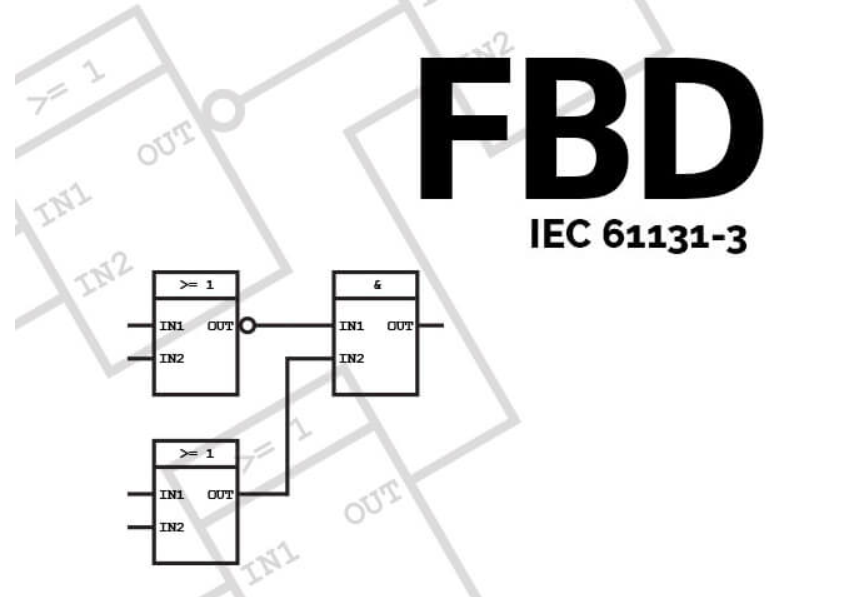 FBD
IEC 61131-3
>= 1
IN1 OUT
IN2
&
IN1 OUT
IN2
>= 1
IN1 OUT
IN2
>= 1
OUT
IN1
IN2
IN2
>= 1
OUT
IN1